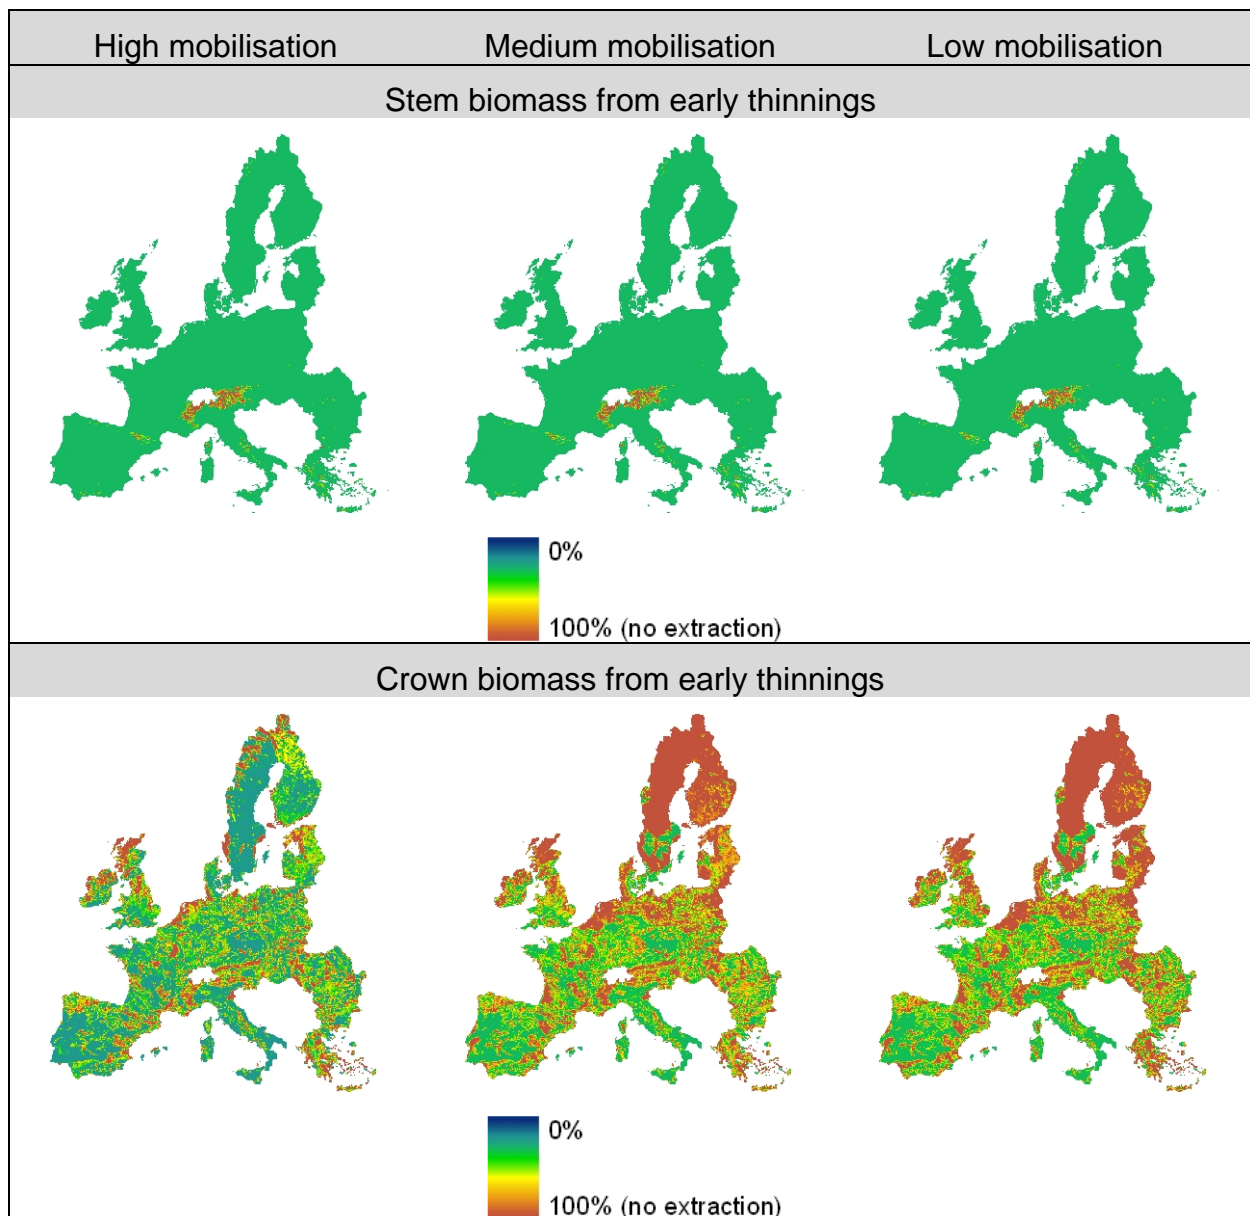 High mobilisation
Medium mobilisation
Low mobilisation
Stem biomass from early thinnings
0%
100% (no extraction)
Crown biomass from early thinnings
0%
100% (no extraction)